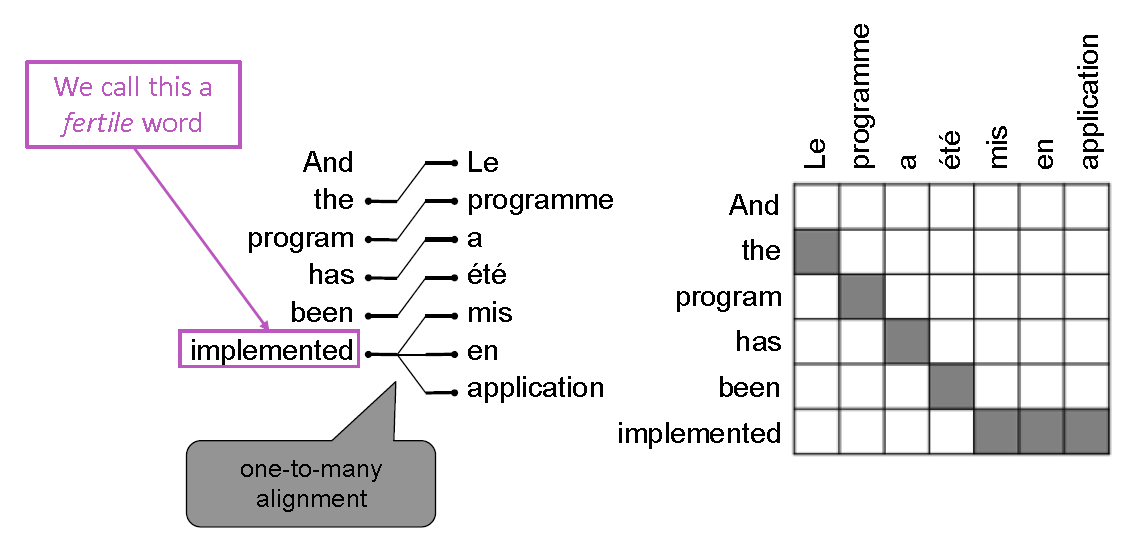 We call this a
fertile word
And
the
program
has
been
implemented
Le
programme
a
été
mis
en
application
one-to-many
alignment
Le
programme
a
été
mis
en
application
And
the
program
has
been
implemented